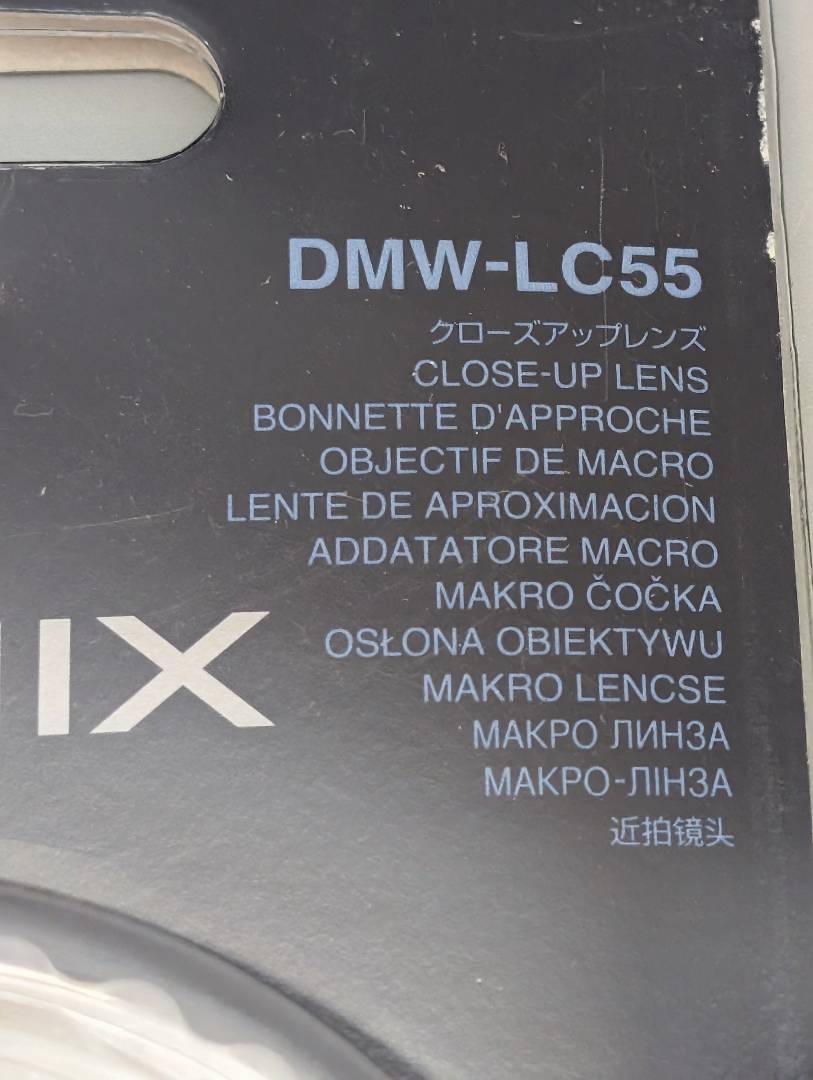 DMW-LC55
クローズアップレンズ
CLOSE-UP LENS
BONNETTE D'APPROCHE
OBJECTIF DE MACRO
LENTE DE APROXIMACION
ADDATATORE MACRO
MAKRO ČOČKA
OSŁONA OBIEKTYWU
MAKRO LENCSE
МАКРО ЛИНЗА
МАКРО-ЛІНЗА
近拍镜头